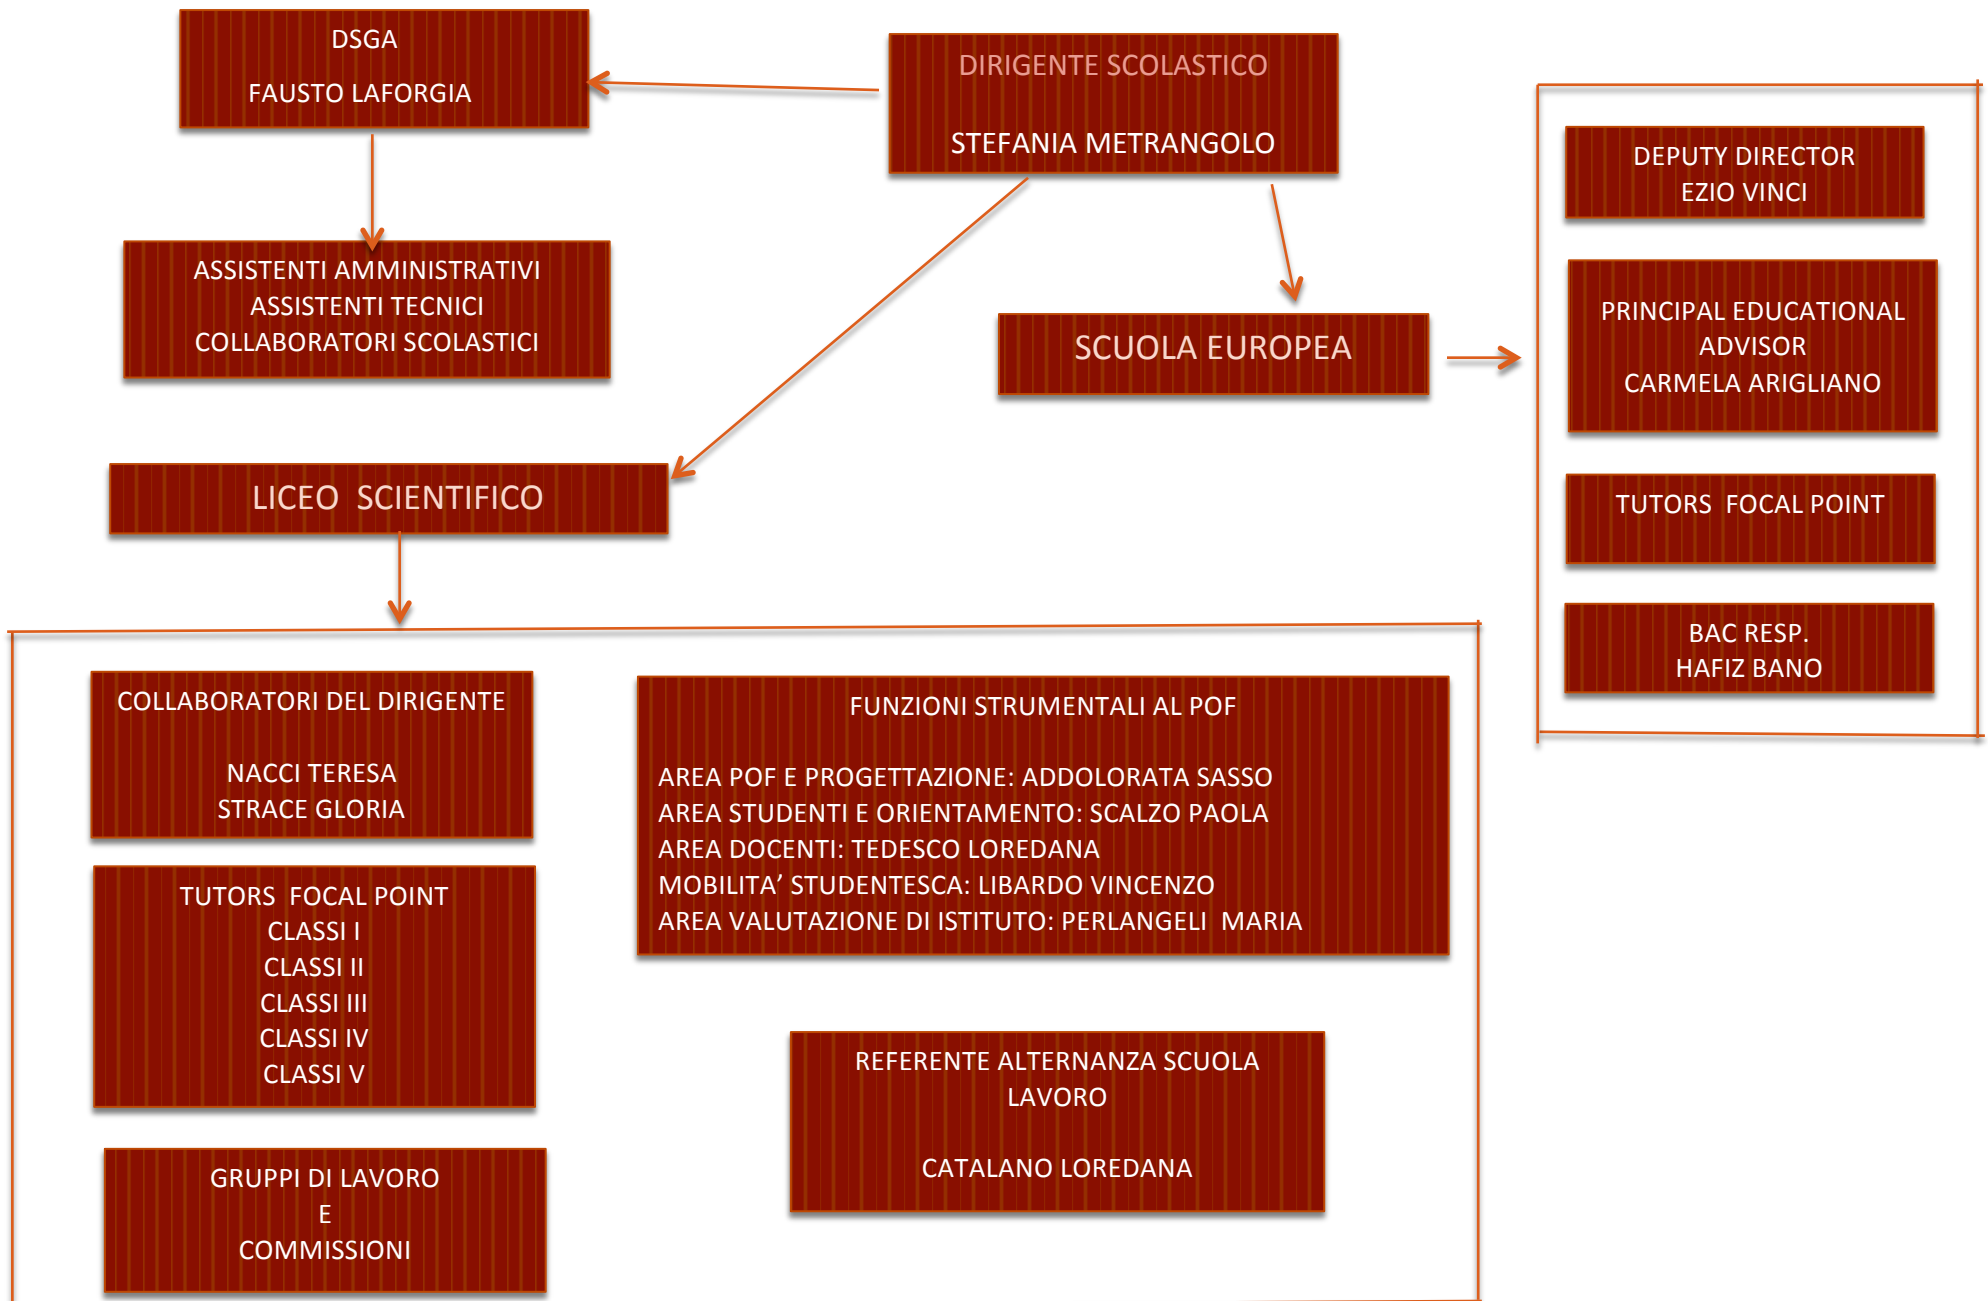 DSGA
FAUSTO LAFORGIA
DIRIGENTE SCOLASTICO
STEFANIA METRANGOLO
ASSISTENTI AMMINISTRATIVI
ASSISTENTI TECNICI
COLLABORATORI SCOLASTICI
SCUOLA EUROPEA
DEPUTY DIRECTOR
EZIO VINCI
PRINCIPAL EDUCATIONAL
ADVISOR
CARMELA ARIGLIANO
TUTORS FOCAL POINT
BAC RESP.
HAFIZ BANO
LICEO SCIENTIFICO
COLLABORATORI DEL DIRIGENTE
NACCI TERESA
STRACE GLORIA
TUTORS FOCAL POINT
CLASSI I
CLASSI II
CLASSI III
CLASSI IV
CLASSI V
GRUPPI DI LAVORO
E
COMMISSIONI
FUNZIONI STRUMENTALI AL POF
AREA POF E PROGETTAZIONE: ADDOLORATA SASSO
AREA STUDENTI E ORIENTAMENTO: SCALZO PAOLA
AREA DOCENTI: TEDESCO LOREDANA
MOBILITA’ STUDENTESCA: LIBARDO VINCENZO
AREA VALUTAZIONE DI ISTITUTO: PERLANGELI MARIA
REFERENTE ALTERNANZA SCUOLA
LAVORO
CATALANO LOREDANA